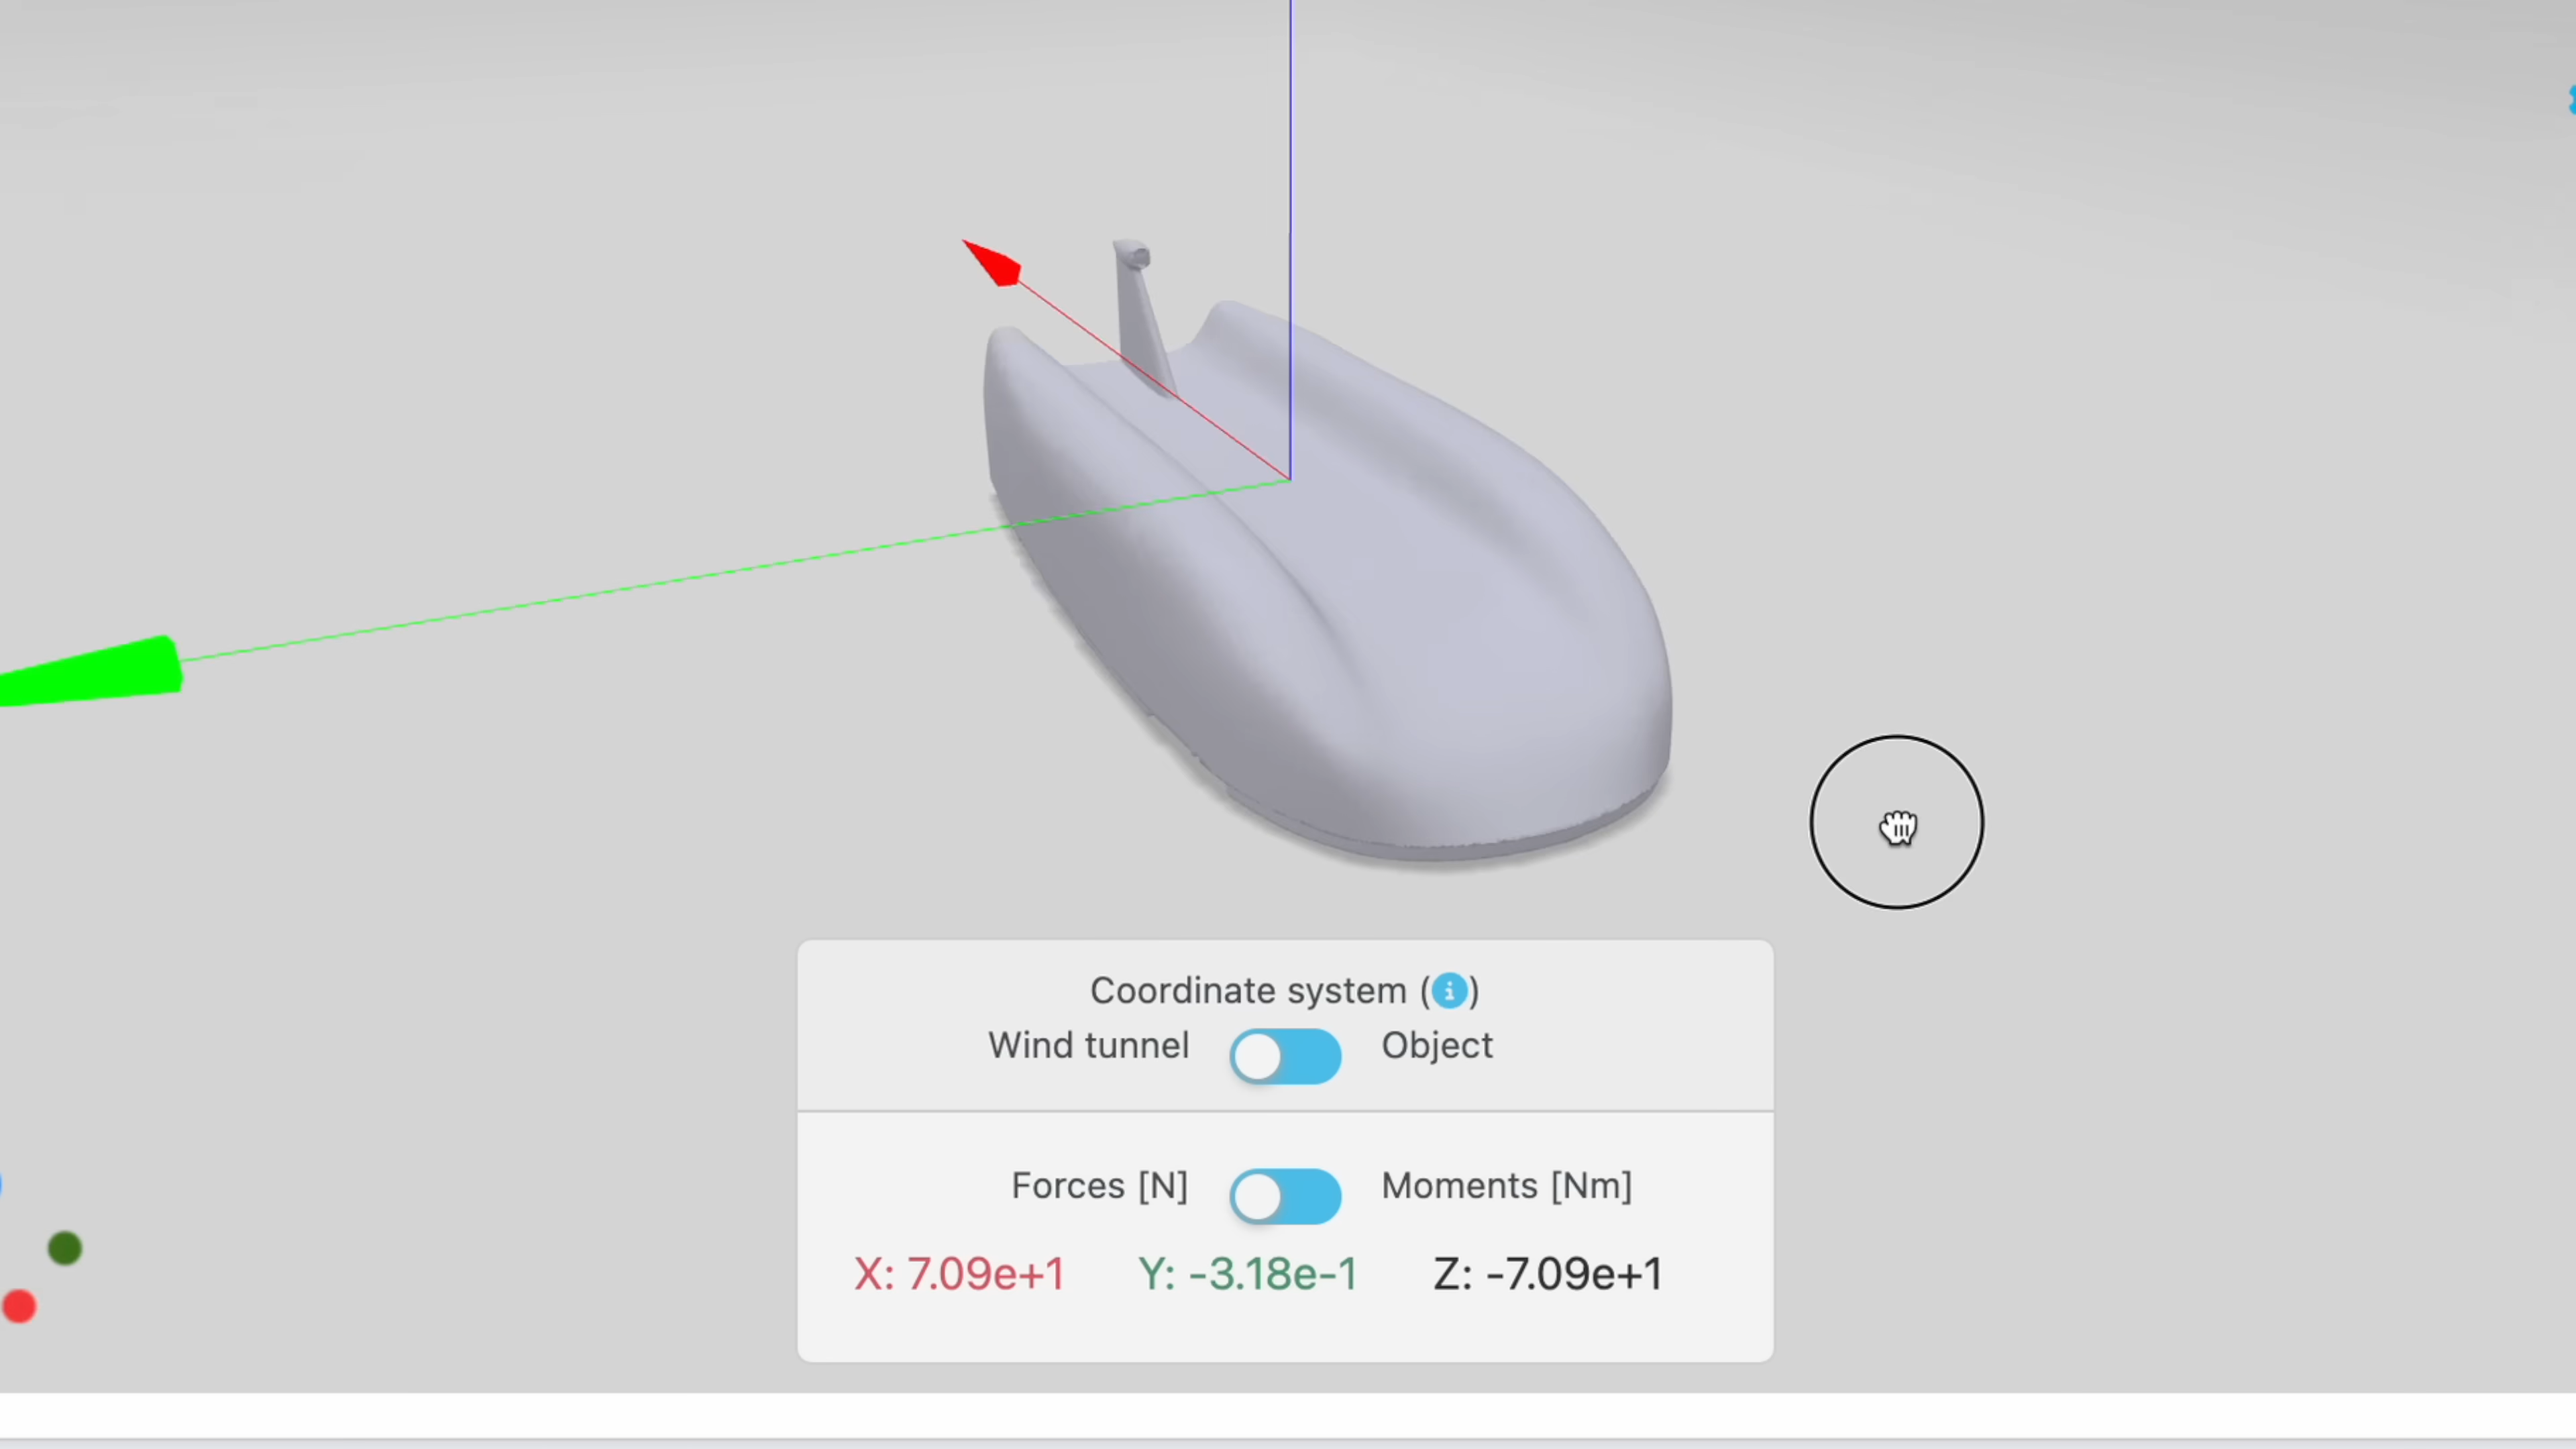 Coordinate system (i)
Wind tunnel Object
Forces [N] Moments [Nm]
X: 7.09e+1 Y: -3.18e-1 Z: -7.09e+1